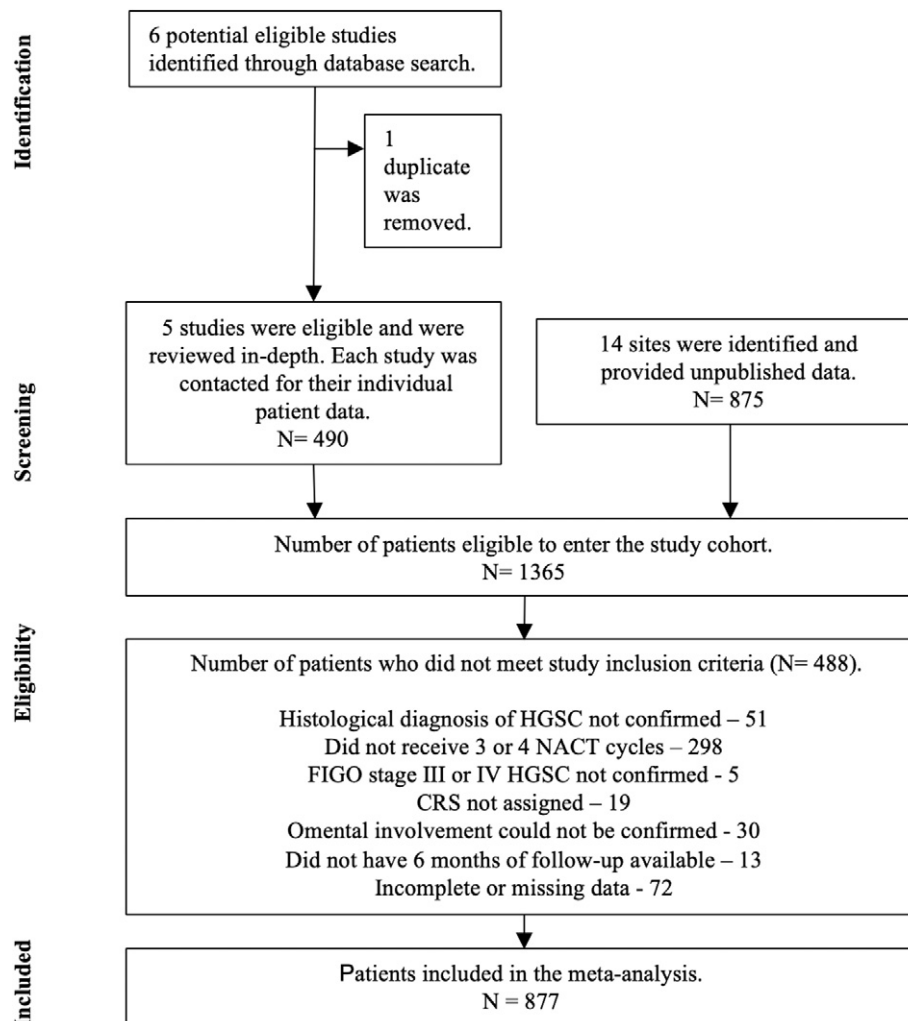 Identification
6 potential eligible studies
identified through database search.
1
duplicate
was
removed.
Screening
5 studies were eligible and were
reviewed in-depth. Each study was
contacted for their individual
patient data.
N= 490
14 sites were identified and
provided unpublished data.
N= 875
Number of patients eligible to enter the study cohort.
N= 1365
Eligibility
Number of patients who did not meet study inclusion criteria (N= 488).
Histological diagnosis of HGSC not confirmed – 51
Did not receive 3 or 4 NACT cycles – 298
FIGO stage III or IV HGSC not confirmed - 5
CRS not assigned – 19
Omental involvement could not be confirmed - 30
Did not have 6 months of follow-up available – 13
Incomplete or missing data - 72
Included
Patients included in the meta-analysis.
N = 877